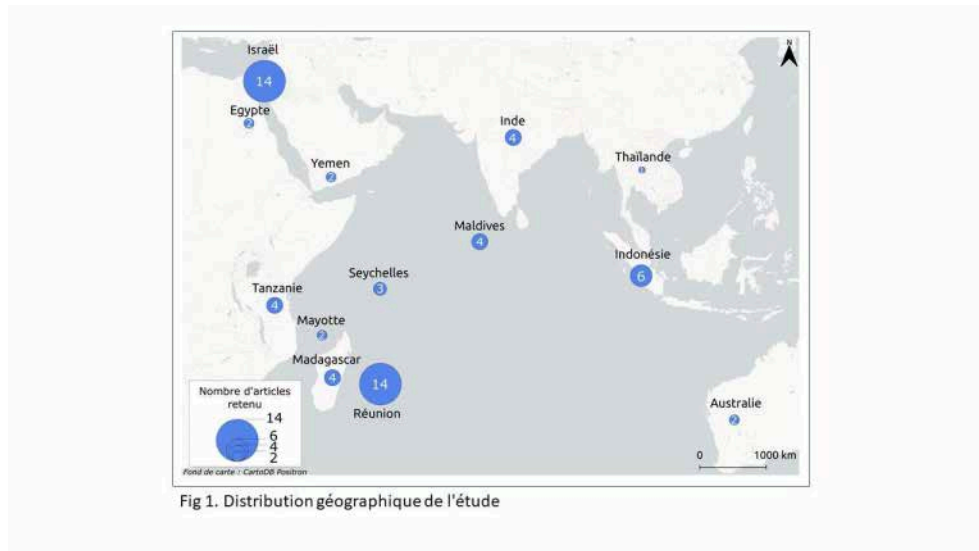 N
Israël
14
Egypte
2
Yemen
2
Inde
4
Thaïlande
Maldives
4
Indonésie
6
Seychelles
3
Tanzanie
4
Mayotte
2
Madagascar
4
14
Réunion
Australie
2
Nombre d'articles
retenu
14
6
4
2
0 1000 km
Fond de carte : CartoDB Positron
Fig 1. Distribution géographique de l'étude